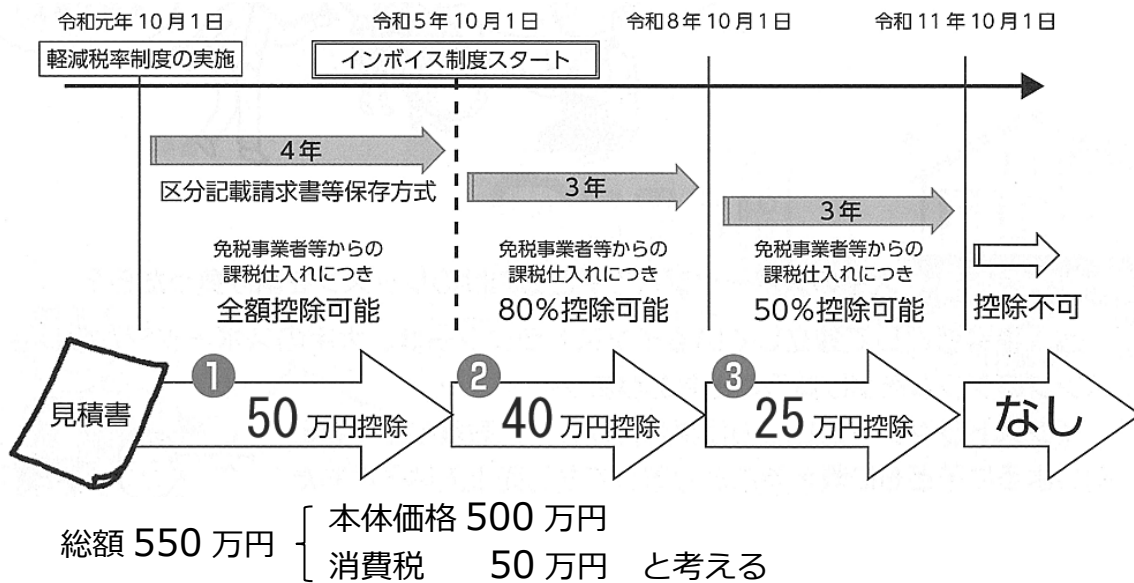 令和元年10月1日
令和5年10月1日
令和8年10月1日
令和11年10月1日
軽減税率制度の実施
インボイス制度スタート
4年
区分記載請求書等保存方式
3年
3年
免税事業者等からの
課税仕入れにつき
全額控除可能
免税事業者等からの
課税仕入れにつき
80%控除可能
免税事業者等からの
課税仕入れにつき
50%控除可能
控除不可
見積書
1
50万円控除
2
40万円控除
3
25万円控除
なし
総額550万円
本体価格500万円
消費税 50万円 と考える